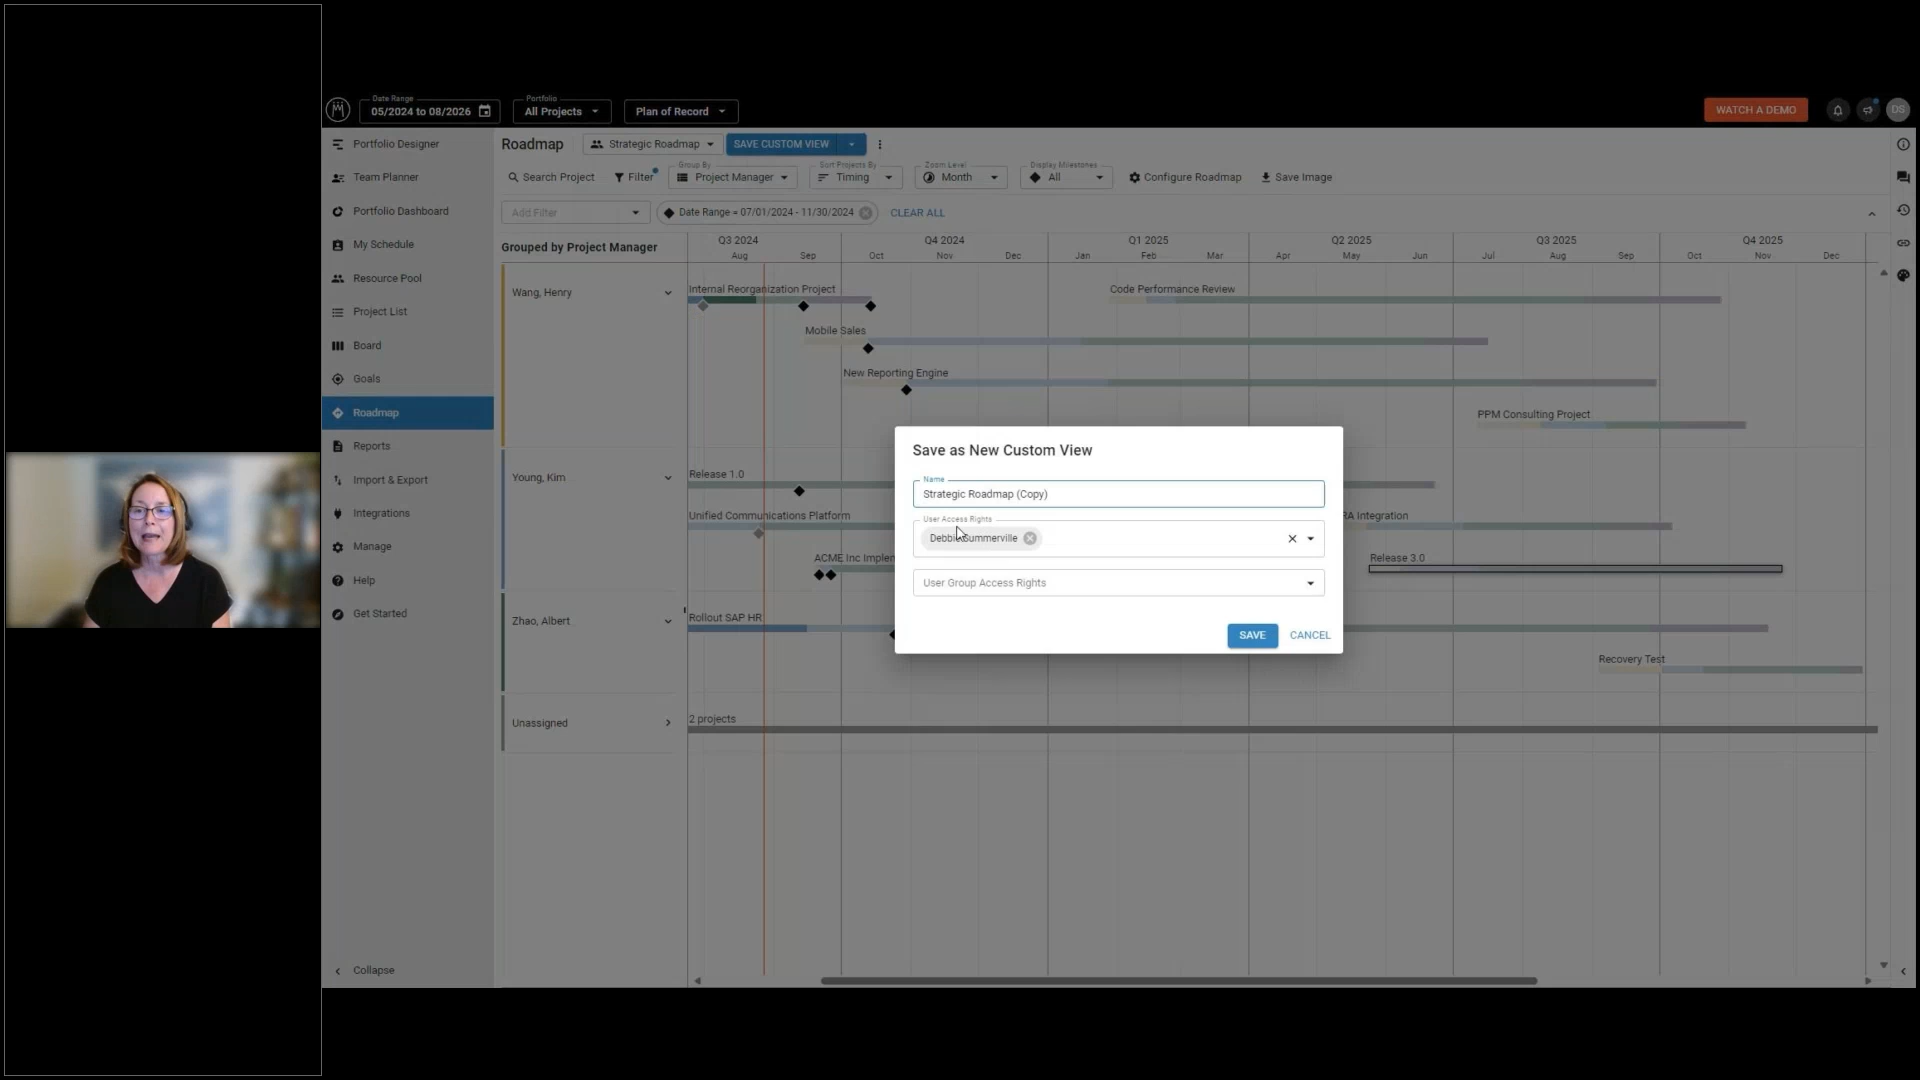 Date Range
05/2024 to 08/2026
Portfolio
All Projects
Plan of Record
WATCH A DEMO
DS
Portfolio Designer
Team Planner
Portfolio Dashboard
My Schedule
Resource Pool
Project List
Board
Goals
Roadmap
Reports
Import & Export
Integrations
Manage
Help
Get Started
Collapse
Roadmap
Strategic Roadmap
SAVE CUSTOM VIEW
Search Project
Filter
Group By
Project Manager
Sort Projects By
Timing
Zoom Level
Month
Display Milestones
All
Configure Roadmap
Save Image
Add Filter
Date Range = 07/01/2024 - 11/30/2024
CLEAR ALL
Grouped by Project Manager
Q3 2024 Q4 2024 Q1 2025 Q2 2025 Q3 2025 Q4 2025
Aug Sep Oct Nov Dec Jan Feb Mar Apr May Jun Jul Aug Sep Oct Nov Dec
Wang, Henry
Internal Reorganization Project
Code Performance Review
Mobile Sales
New Reporting Engine
PPM Consulting Project
Young, Kim
Release 1.0
Unified Communications Platform
RA Integration
ACME Inc Implen
Release 3.0
Zhao, Albert
Rollout SAP HR
Recovery Test
Unassigned
2 projects
Save as New Custom View
Name
Strategic Roadmap (Copy)
User Access Rights
Debbie Summerville
User Group Access Rights
SAVE
CANCEL